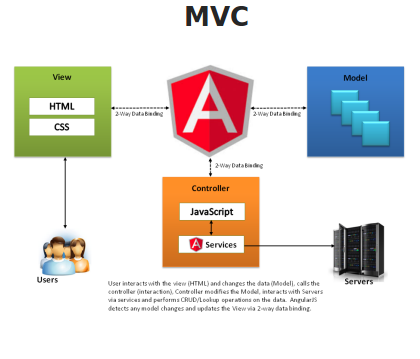 MVC
View
HTML
CSS
Model
2-Way Data Binding
2-Way Data Binding
2-Way Data Binding
Controller
JavaScript
Services
Users
Servers
User interacts with the view (HTML) and changes the data (Model), calls the
controller (interaction), Controller modifies the Model, interacts with Servers
via services and performs CRUD/Lookup operations on the data. AngularJS
detects any model changes and updates the View via 2-way data binding.